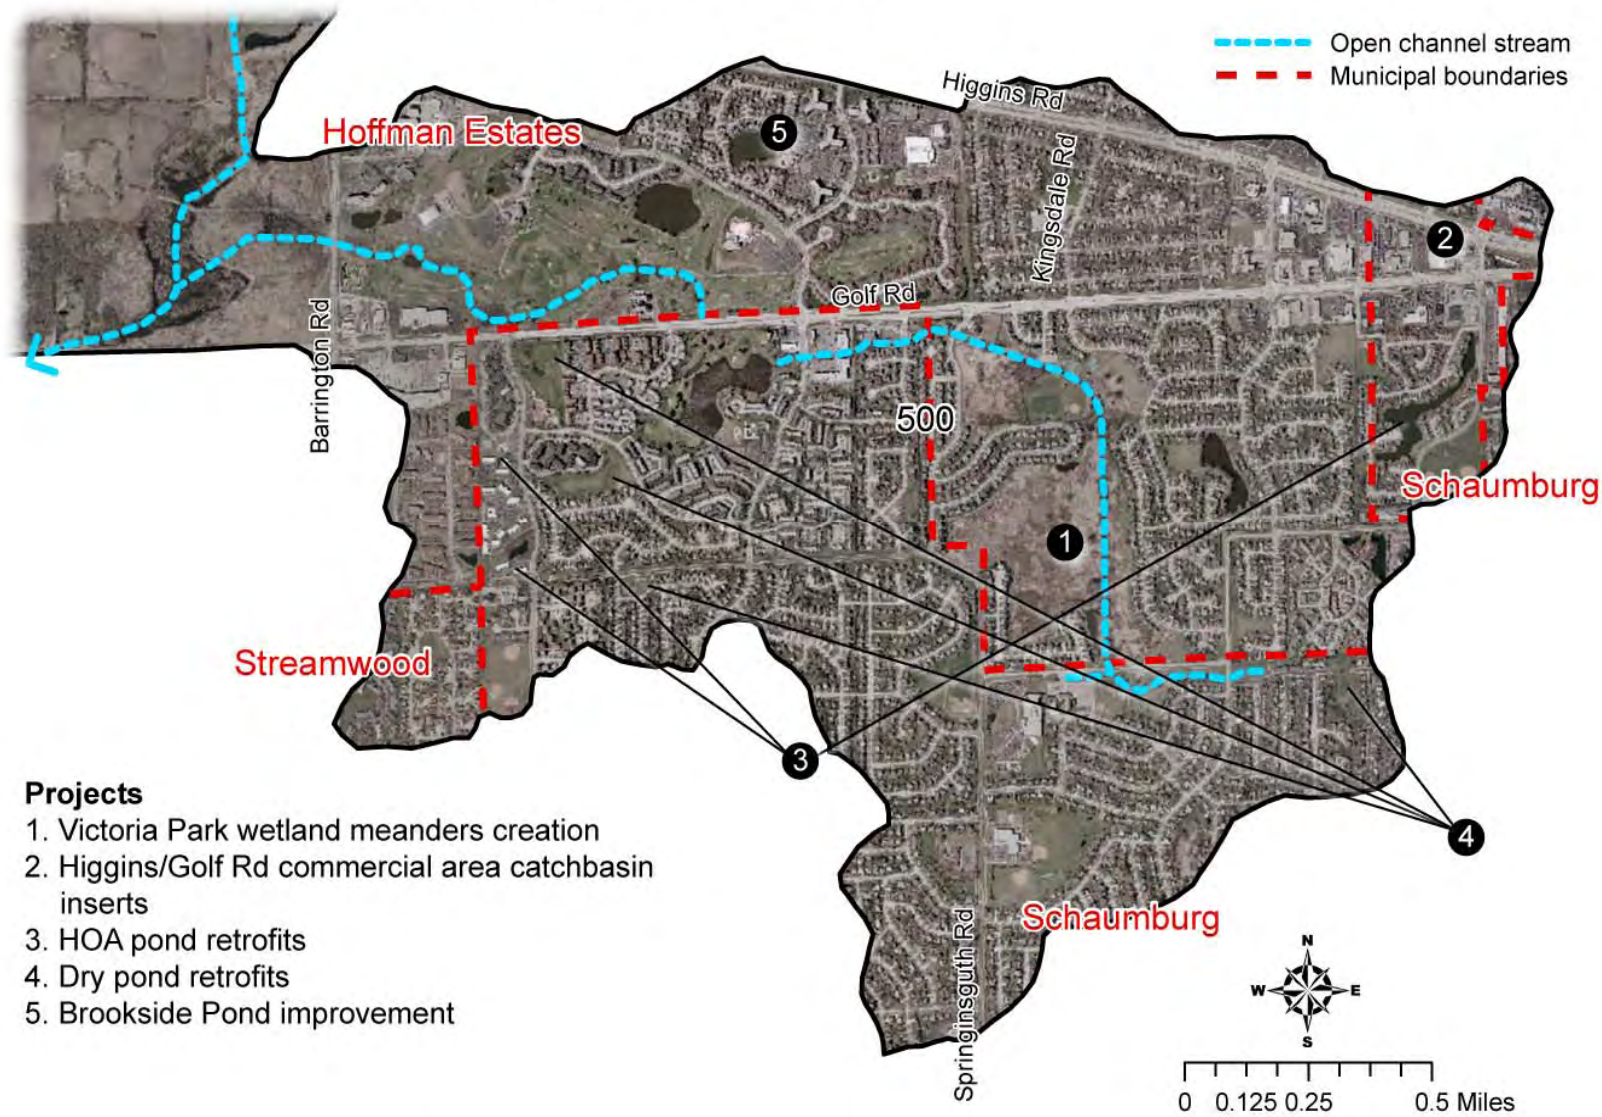 Open channel stream
Municipal boundaries
Higgins Rd
Hoffman Estates
5
Kingsdale Rd
2
Golf Rd
Barrington Rd
500
Schaumburg
1
Streamwood
3
4
Projects
1. Victoria Park wetland meanders creation
2. Higgins/Golf Rd commercial area catchbasin
inserts
3. HOA pond retrofits
4. Dry pond retrofits
5. Brookside Pond improvement
Schaumburg
Springinsguth Rd
N
W
E
S
0 0.125 0.25 0.5 Miles